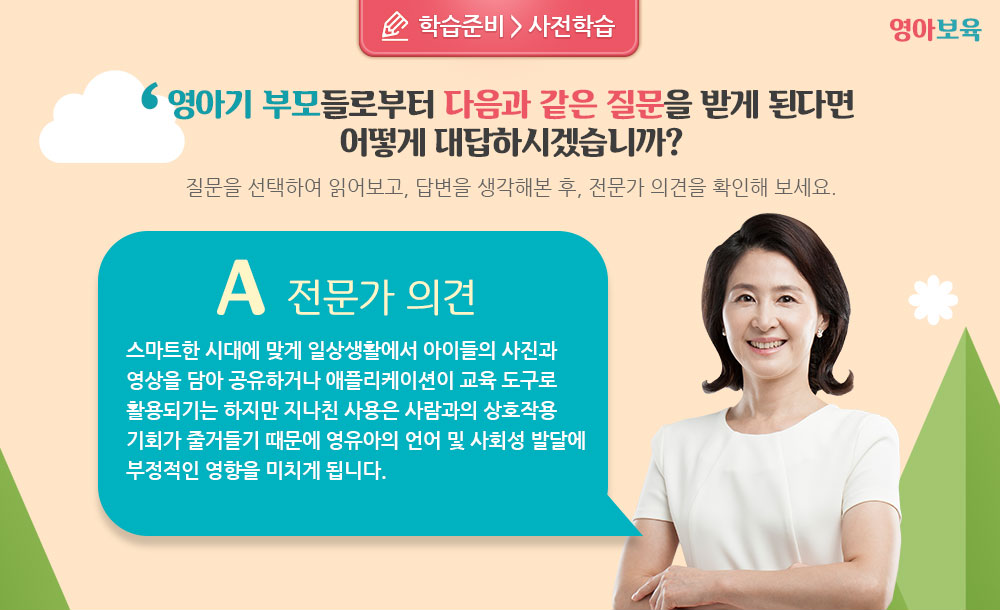 학습준비 > 사전학습
영아보육
‘영아기 부모들로부터 다음과 같은 질문을 받게 된다면
어떻게 대답하시겠습니까?
질문을 선택하여 읽어보고, 답변을 생각해본 후, 전문가 의견을 확인해 보세요.
A 전문가 의견
스마트한 시대에 맞게 일상생활에서 아이들의 사진과
영상을 담아 공유하거나 애플리케이션이 교육 도구로
활용되기는 하지만 지나친 사용은 사람과의 상호작용
기회가 줄거들기 때문에 영유아의 언어 및 사회성 발달에
부정적인 영향을 미치게 됩니다.